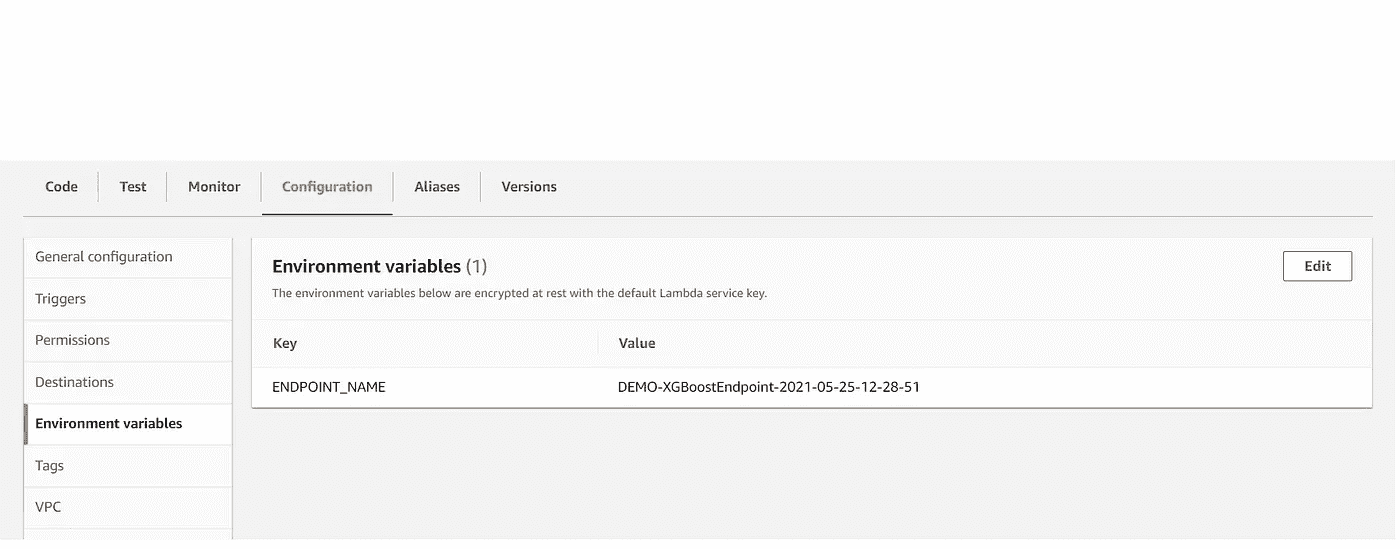 Code Test Monitor Configuration Aliases Versions
General configuration
Triggers
Permissions
Destinations
Environment variables
Tags
VPC
Environment variables (1)
Edit
The environment variables below are encrypted at rest with the default Lambda service key.
Key Value
ENDPOINT_NAME DEMO-XGBoostEndpoint-2021-05-25-12-28-51